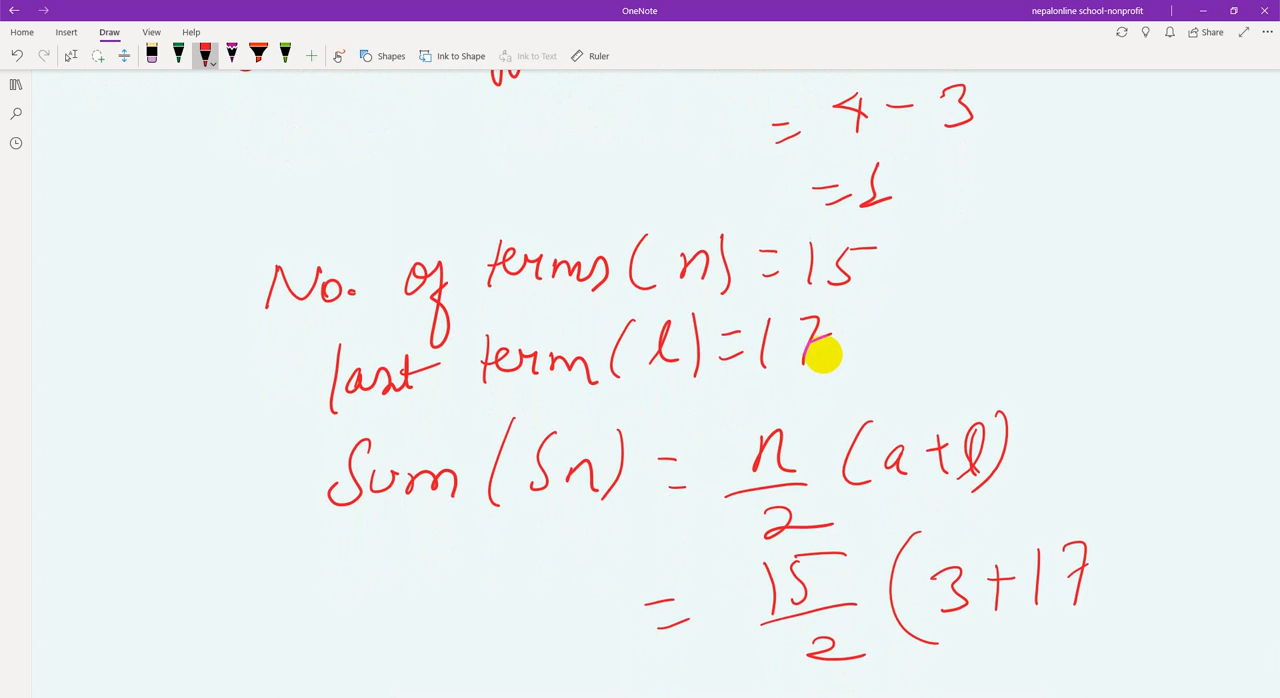 OneNote
nepalonline school-nonprofit
Home Insert Draw View Help
Share
Shapes Ink to Shape Ink to Text Ruler
= 4 - 3
= 1
No. of terms (n) = 15
last term (l) = 17
Sum (Sn) = n/2 (a+l)
= 15/2 (3+17